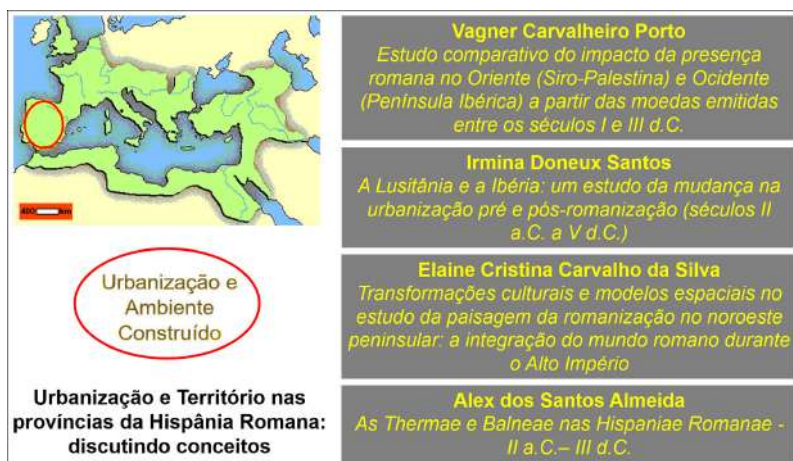 400 km
Urbanização e
Ambiente
Construído
Urbanização e Território nas
províncias da Hispânia Romana:
discutindo conceitos
Vagner Carvalheiro Porto
Estudo comparativo do impacto da presença
romana no Oriente (Siro-Palestina) e Ocidente
(Península Ibérica) a partir das moedas emitidas
entre os séculos I e III d.C.
Irmina Doneux Santos
A Lusitânia e a Ibéria: um estudo da mudança na
urbanização pré e pós-romanização (séculos II
a.C. a V d.C.)
Elaine Cristina Carvalho da Silva
Transformações culturais e modelos espaciais no
estudo da paisagem da romanização no noroeste
peninsular: a integração do mundo romano durante
o Alto Império
Alex dos Santos Almeida
As Thermae e Balneae nas Hispaniae Romanae -
II a.C.– III d.C.